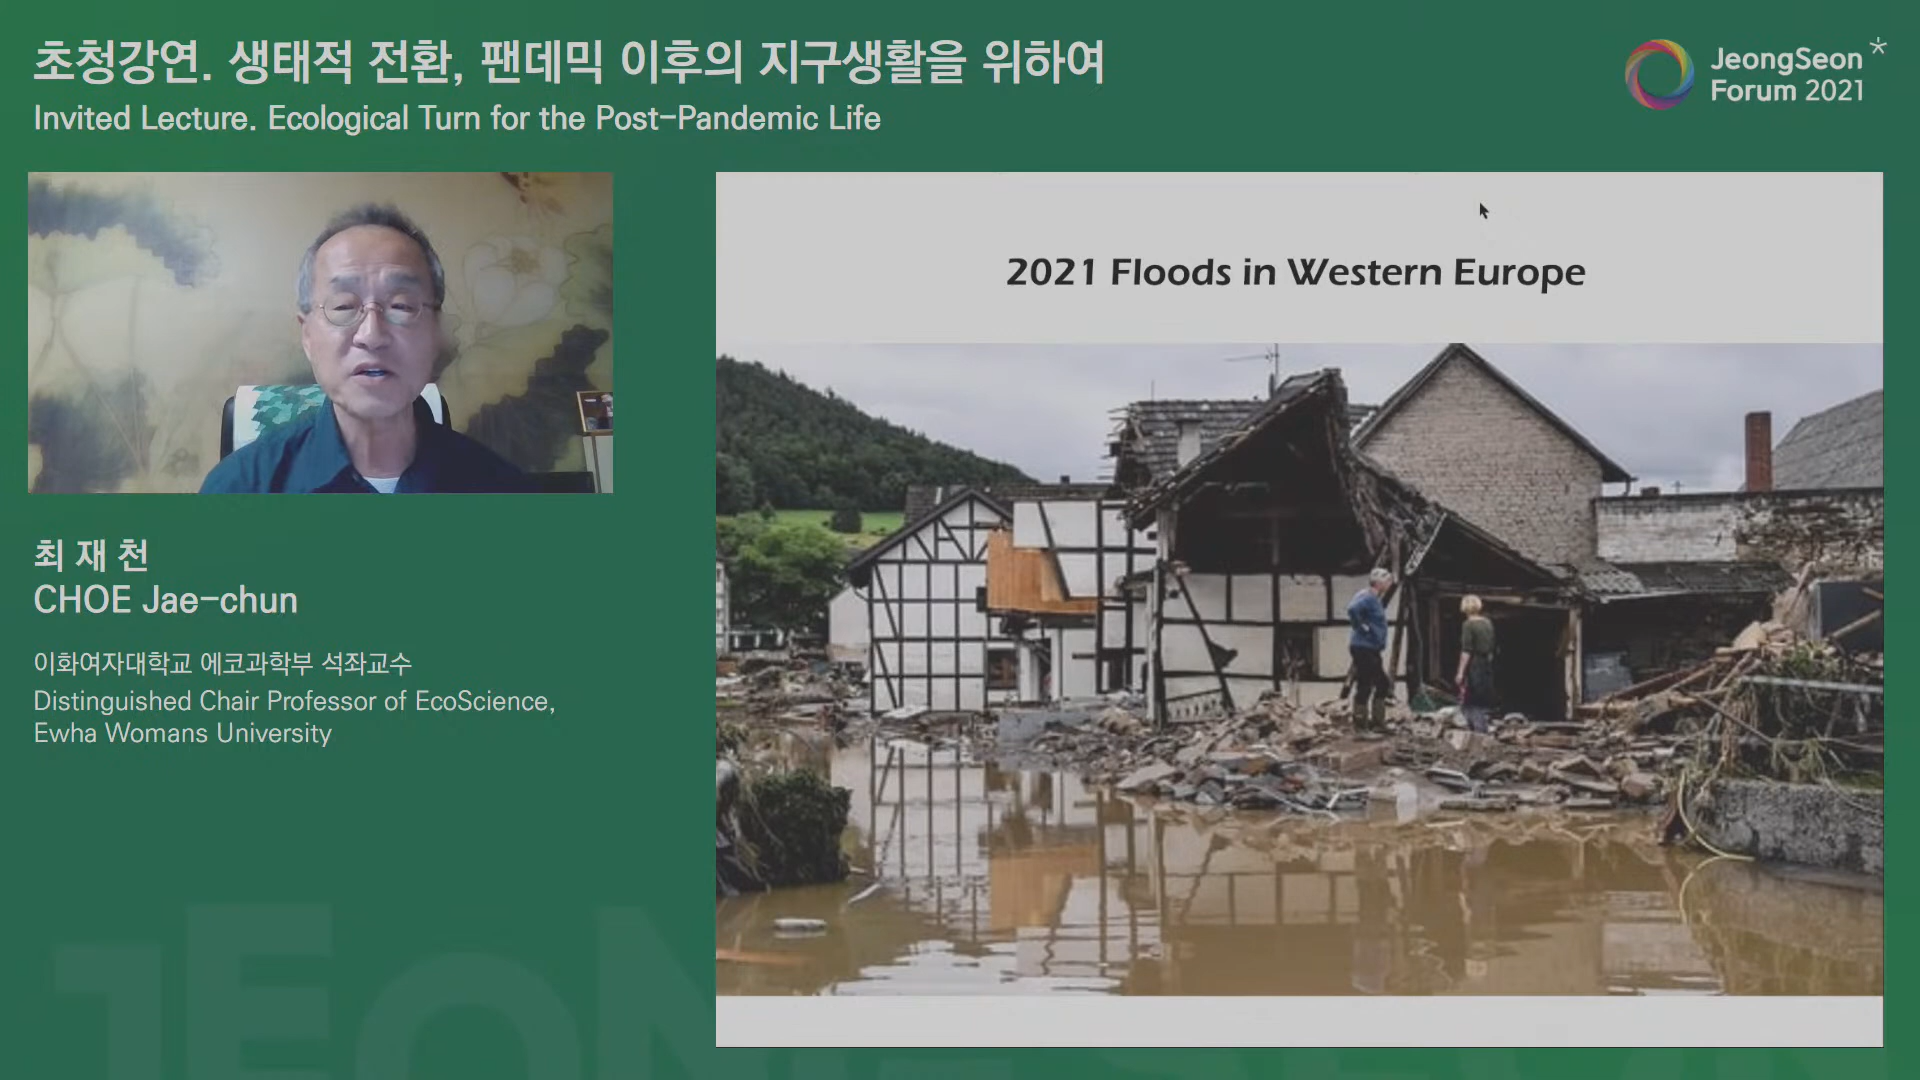 초청강연. 생태적 전환, 팬데믹 이후의 지구생활을 위하여
Invited Lecture. Ecological Turn for the Post-Pandemic Life
JeongSeon
Forum 2021
최 재 천
CHOE Jae-chun
이화여자대학교 에코과학부 석좌교수
Distinguished Chair Professor of EcoScience,
Ewha Womans University
2021 Floods in Western Europe
JEONGSEON